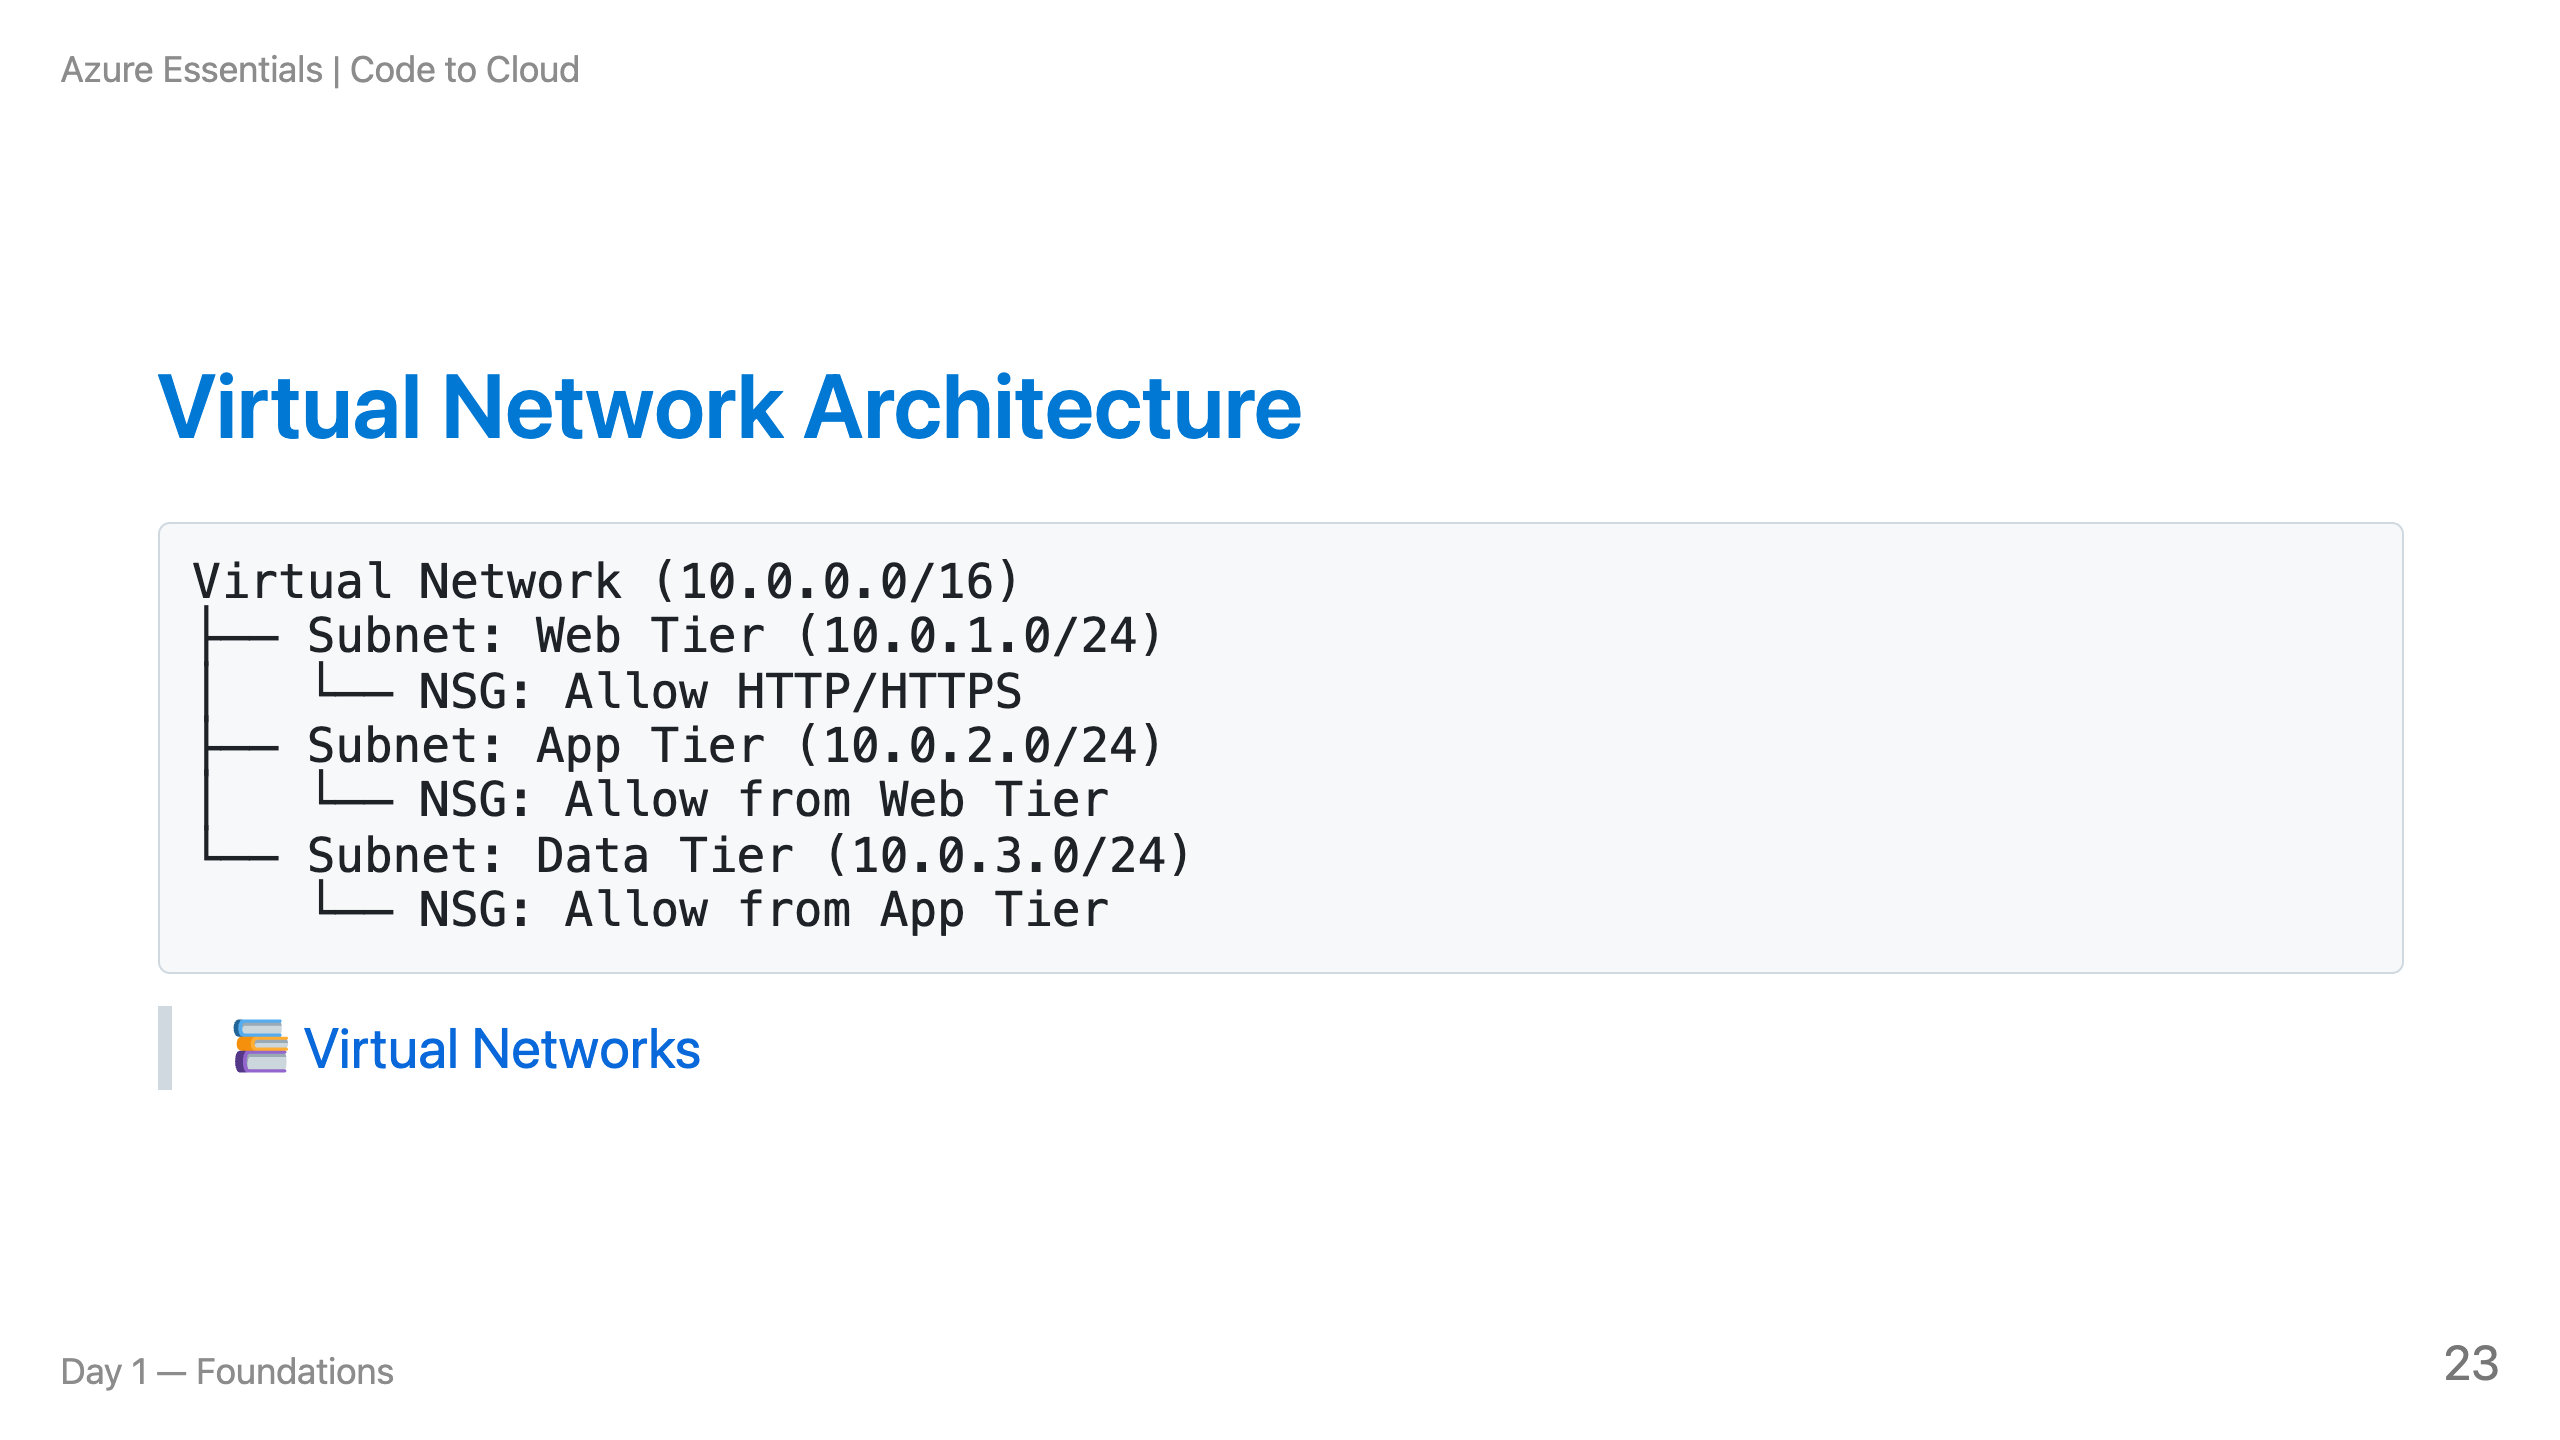 Azure Essentials | Code to Cloud
Virtual Network Architecture
Virtual Network (10.0.0.0/16)
├── Subnet: Web Tier (10.0.1.0/24)
│   └── NSG: Allow HTTP/HTTPS
├── Subnet: App Tier (10.0.2.0/24)
│   └── NSG: Allow from Web Tier
└── Subnet: Data Tier (10.0.3.0/24)
    └── NSG: Allow from App Tier
📚 Virtual Networks
Day 1 — Foundations
23